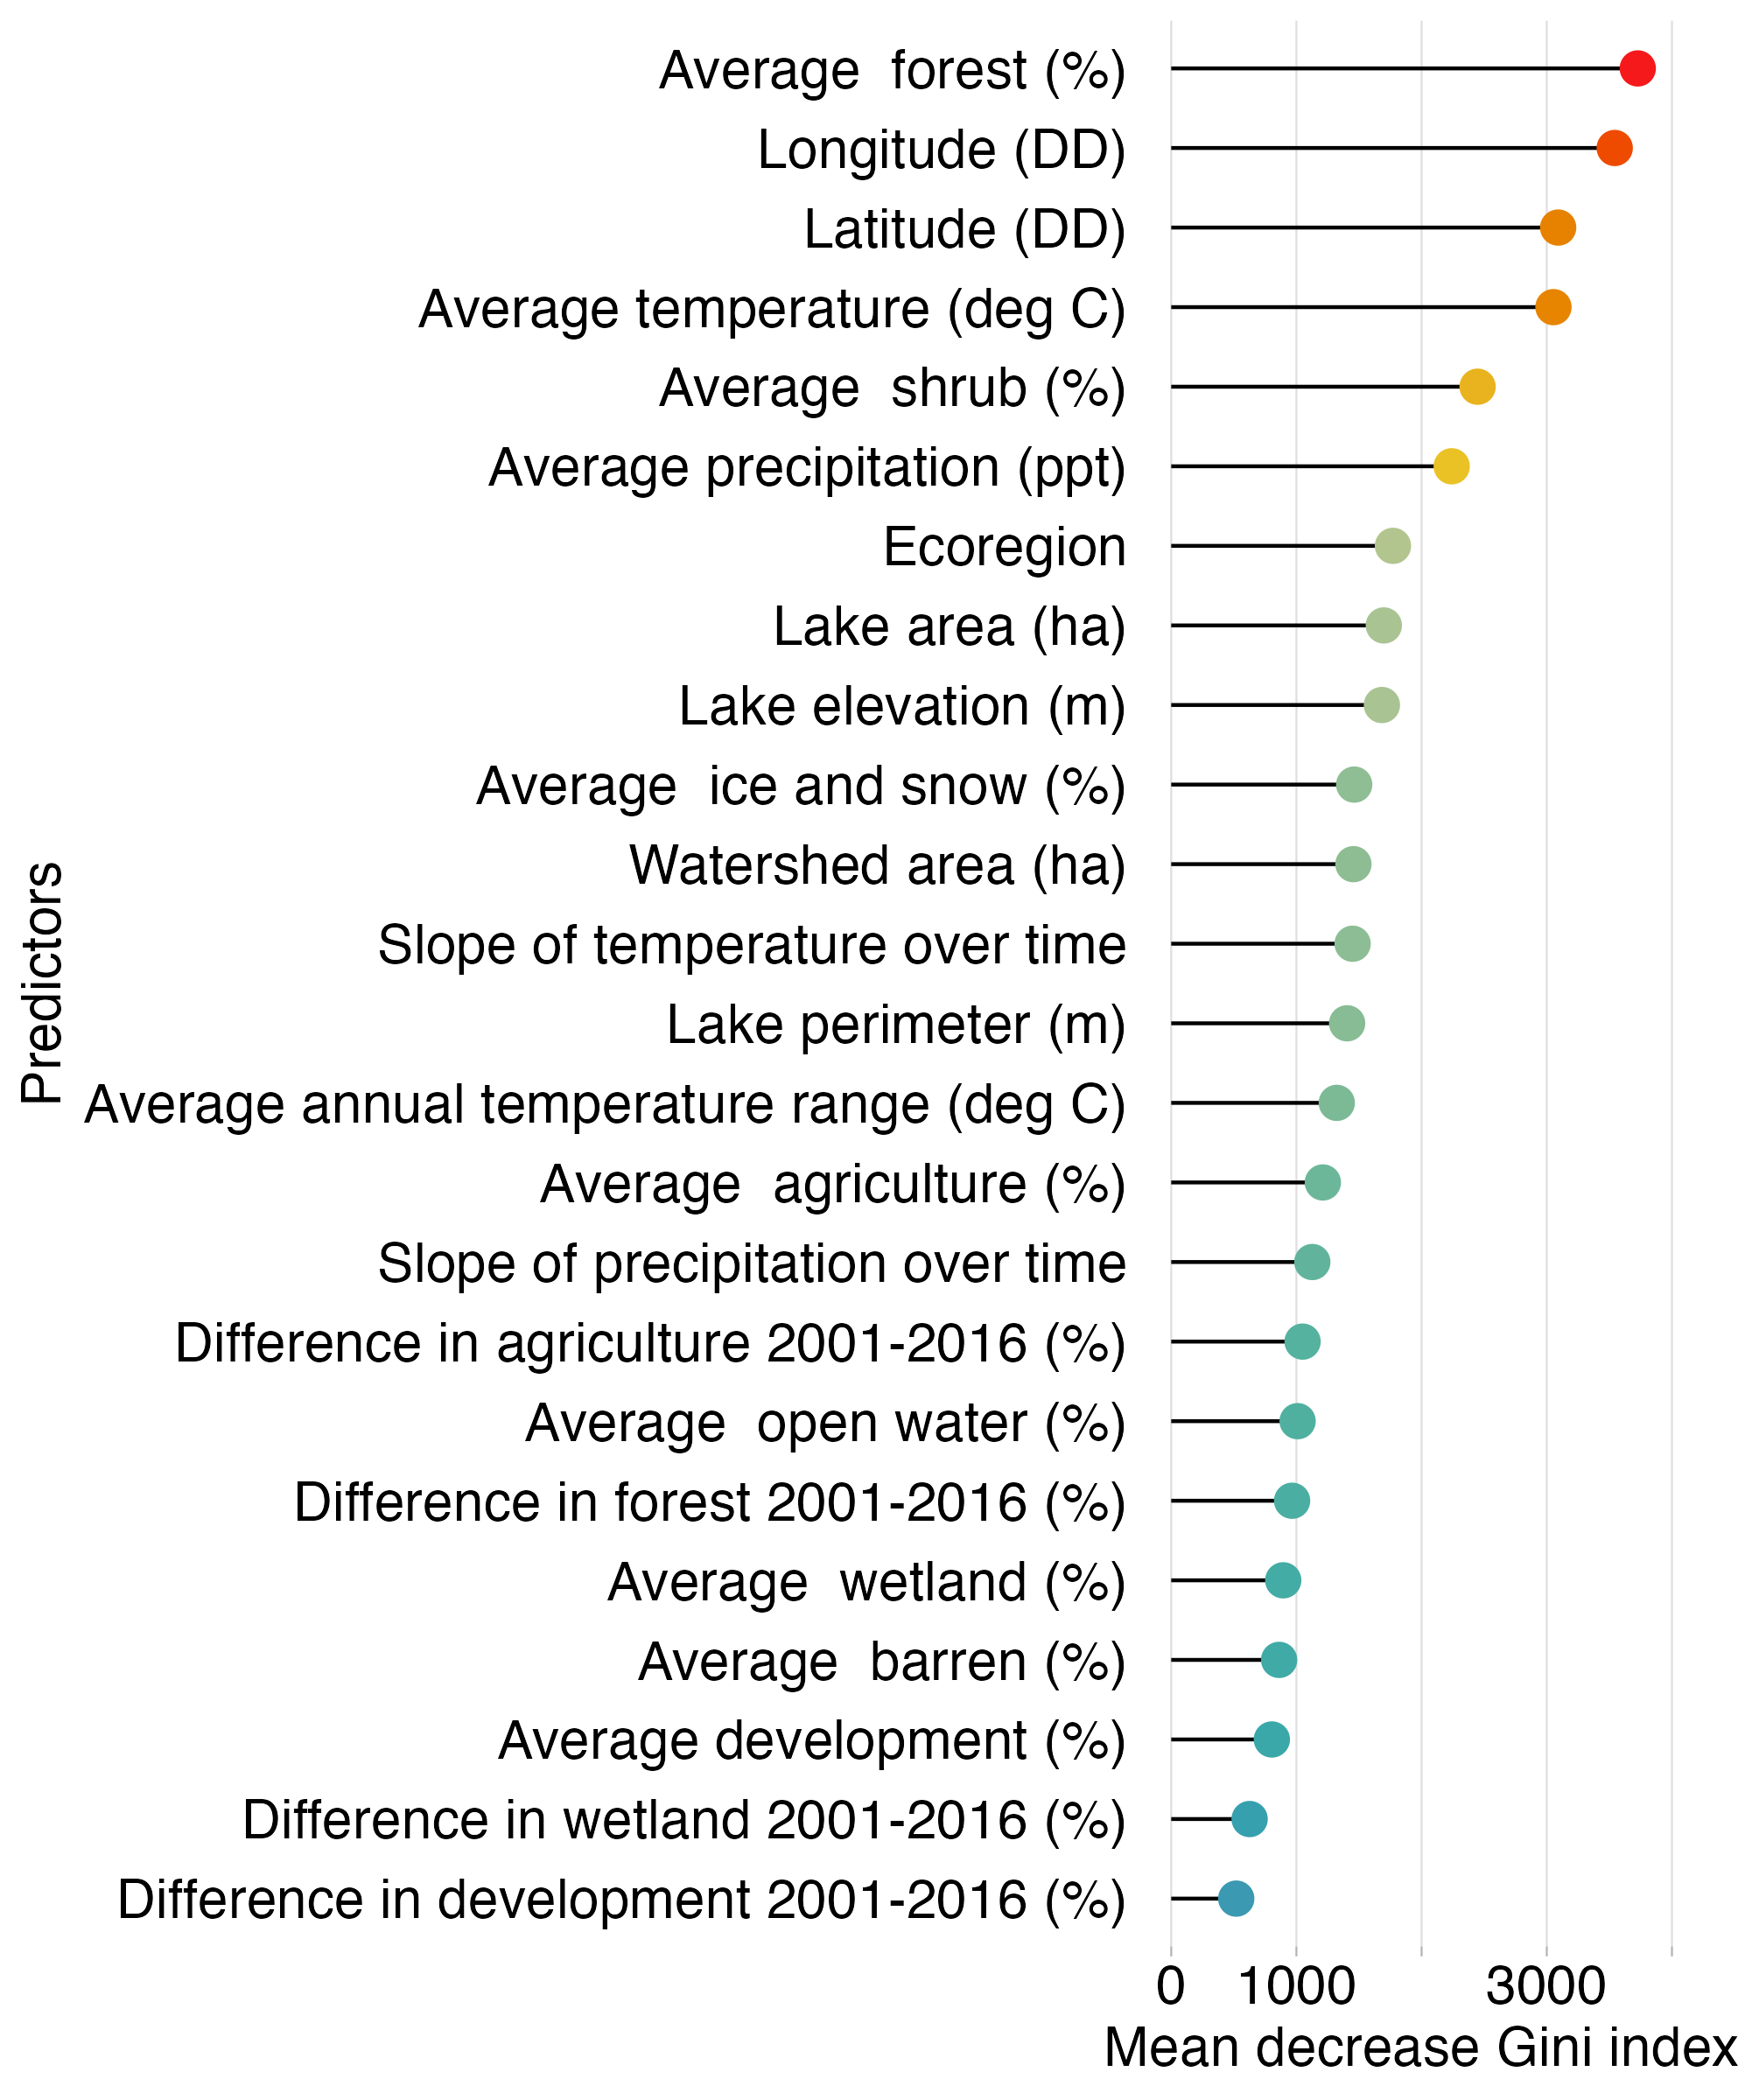 Average forest (%)
Longitude (DD)
Latitude (DD)
Average temperature (deg C)
Average shrub (%)
Average precipitation (ppt)
Ecoregion
Lake area (ha)
Lake elevation (m)
Average ice and snow (%)
Watershed area (ha)
Slope of temperature over time
Lake perimeter (m)
Average annual temperature range (deg C)
Average agriculture (%)
Slope of precipitation over time
Difference in agriculture 2001-2016 (%)
Average open water (%)
Difference in forest 2001-2016 (%)
Average wetland (%)
Average barren (%)
Average development (%)
Difference in wetland 2001-2016 (%)
Difference in development 2001-2016 (%)
Predictors
0 1000 3000
Mean decrease Gini index